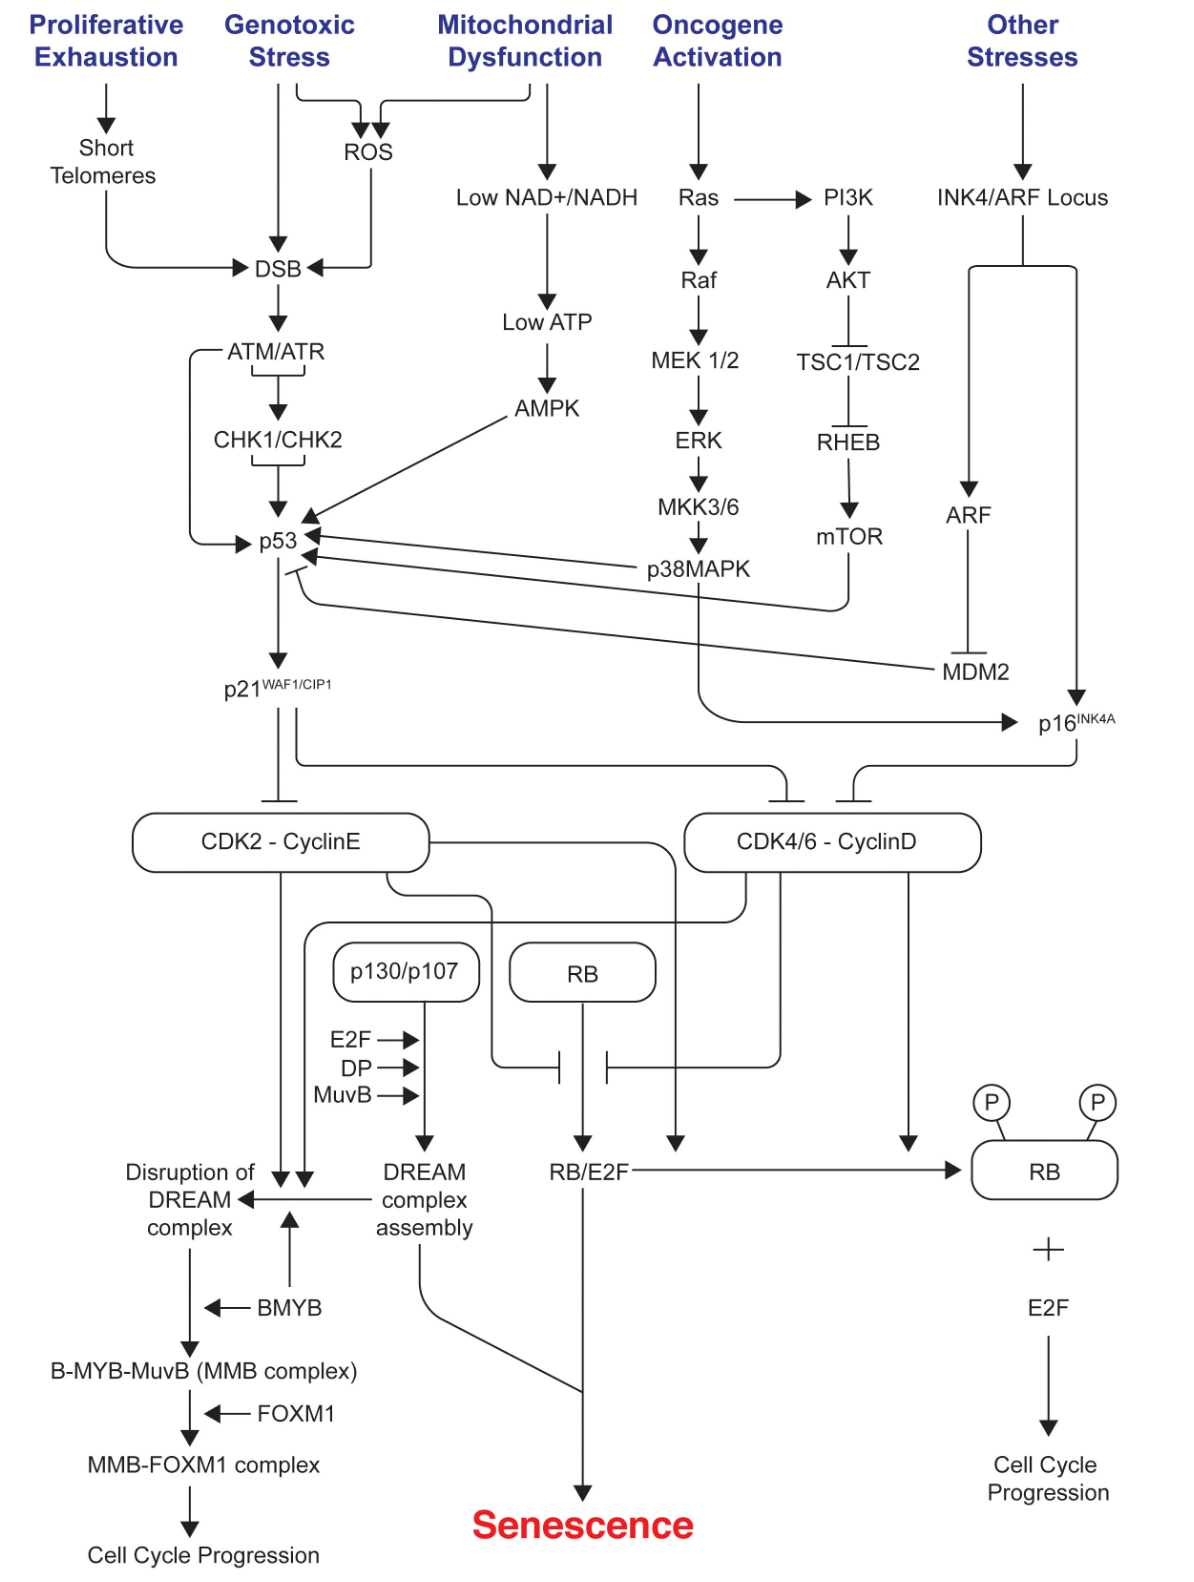 Proliferative
Exhaustion
Genotoxic
Stress
Mitochondrial
Dysfunction
Oncogene
Activation
Other
Stresses
Short
Telomeres
ROS
Low NAD+/NADH
Ras
PI3K
INK4/ARF Locus
DSB
Raf
AKT
Low ATP
ATM/ATR
MEK 1/2
TSC1/TSC2
AMPK
CHK1/CHK2
ERK
RHEB
MKK3/6
ARF
p53
mTOR
p38MAPK
MDM2
p21WAF1/CIP1
p16INK4A
CDK2 - CyclinE
CDK4/6 - CyclinD
p130/p107
RB
E2F
DP
MuvB
P
P
Disruption of
DREAM
complex
DREAM
complex
assembly
RB/E2F
RB
+
BMYB
E2F
B-MYB-MuvB (MMB complex)
FOXM1
MMB-FOXM1 complex
Cell Cycle
Progression
Senescence
Cell Cycle Progression